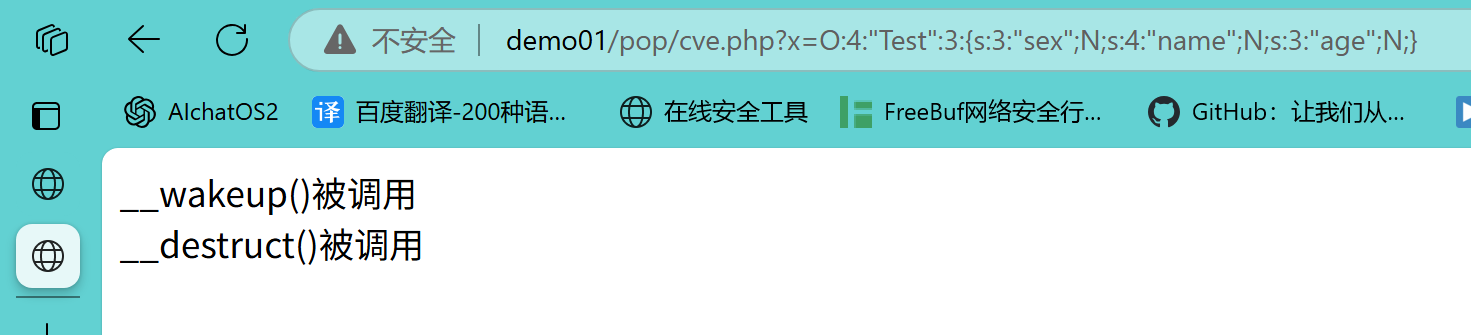 不安全 | demo01/pop/cve.php?x=O:4:"Test":3:{s:3:"sex";N;s:4:"name";N;s:3:"age";N;}
AIchatOS2 译 百度翻译-200种语... 在线安全工具 FreeBuf网络安全行... GitHub：让我们从...
__wakeup()被调用
__destruct()被调用